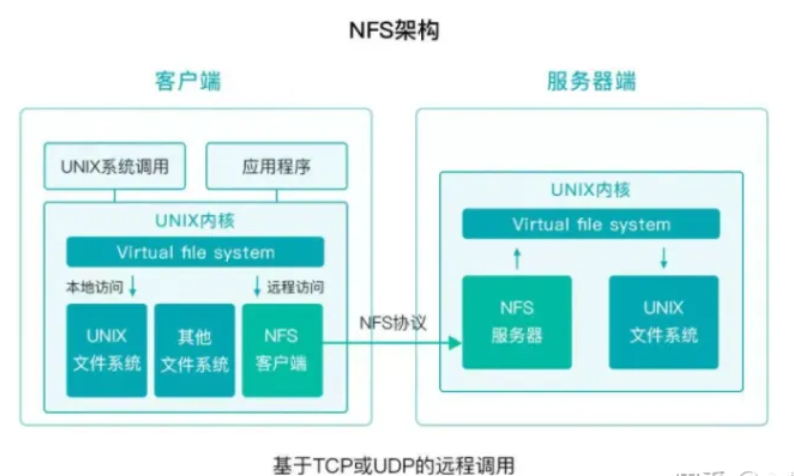 NFS架构
客户端
服务器端
UNIX系统调用
应用程序
UNIX内核
Virtual file system
本地访问
远程访问
UNIX
文件系统
其他
文件系统
NFS
客户端
NFS协议
UNIX内核
Virtual file system
NFS
服务器
UNIX
文件系统
基于TCP或UDP的远程调用